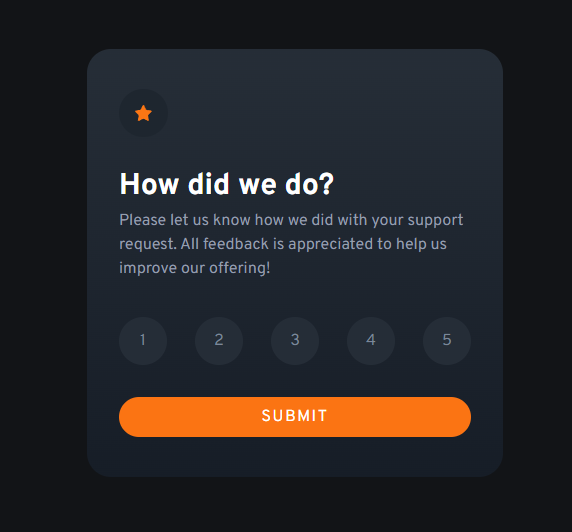 How did we do?
Please let us know how we did with your support
request. All feedback is appreciated to help us
improve our offering!
1 2 3 4 5
SUBMIT